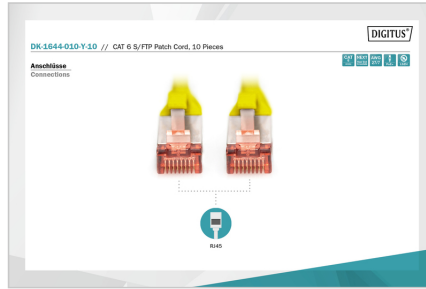 DIGITUS®
DK-1644-010-Y-10 // CAT 6 S/FTP Patch Cord, 10 Pieces
Anschlüsse
Connections
RJ45